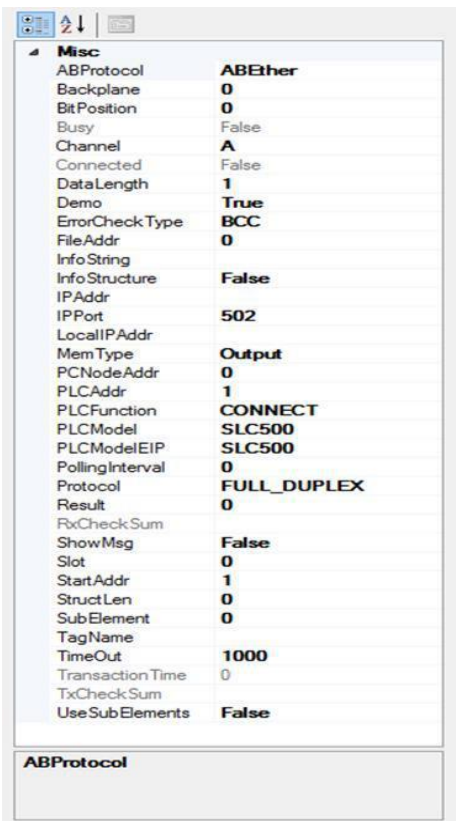 Misc
ABProtocol ABEther
Backplane 0
BitPosition 0
Busy False
Channel A
Connected False
DataLength 1
Demo True
ErrorCheckType BCC
FileAddr 0
InfoString
InfoStructure False
IPAddr
IPPort 502
LocalIPAddr
MemType Output
PCNodeAddr 0
PLCAddr 1
PLCFunction CONNECT
PLCModel SLC500
PLCModelEIP SLC500
PollingInterval 0
Protocol FULL_DUPLEX
Result 0
RxCheckSum
ShowMsg False
Slot 0
StartAddr 1
StructLen 0
SubElement 0
TagName
TimeOut 1000
TransactionTime 0
TxCheckSum
UseSubElements False
ABProtocol